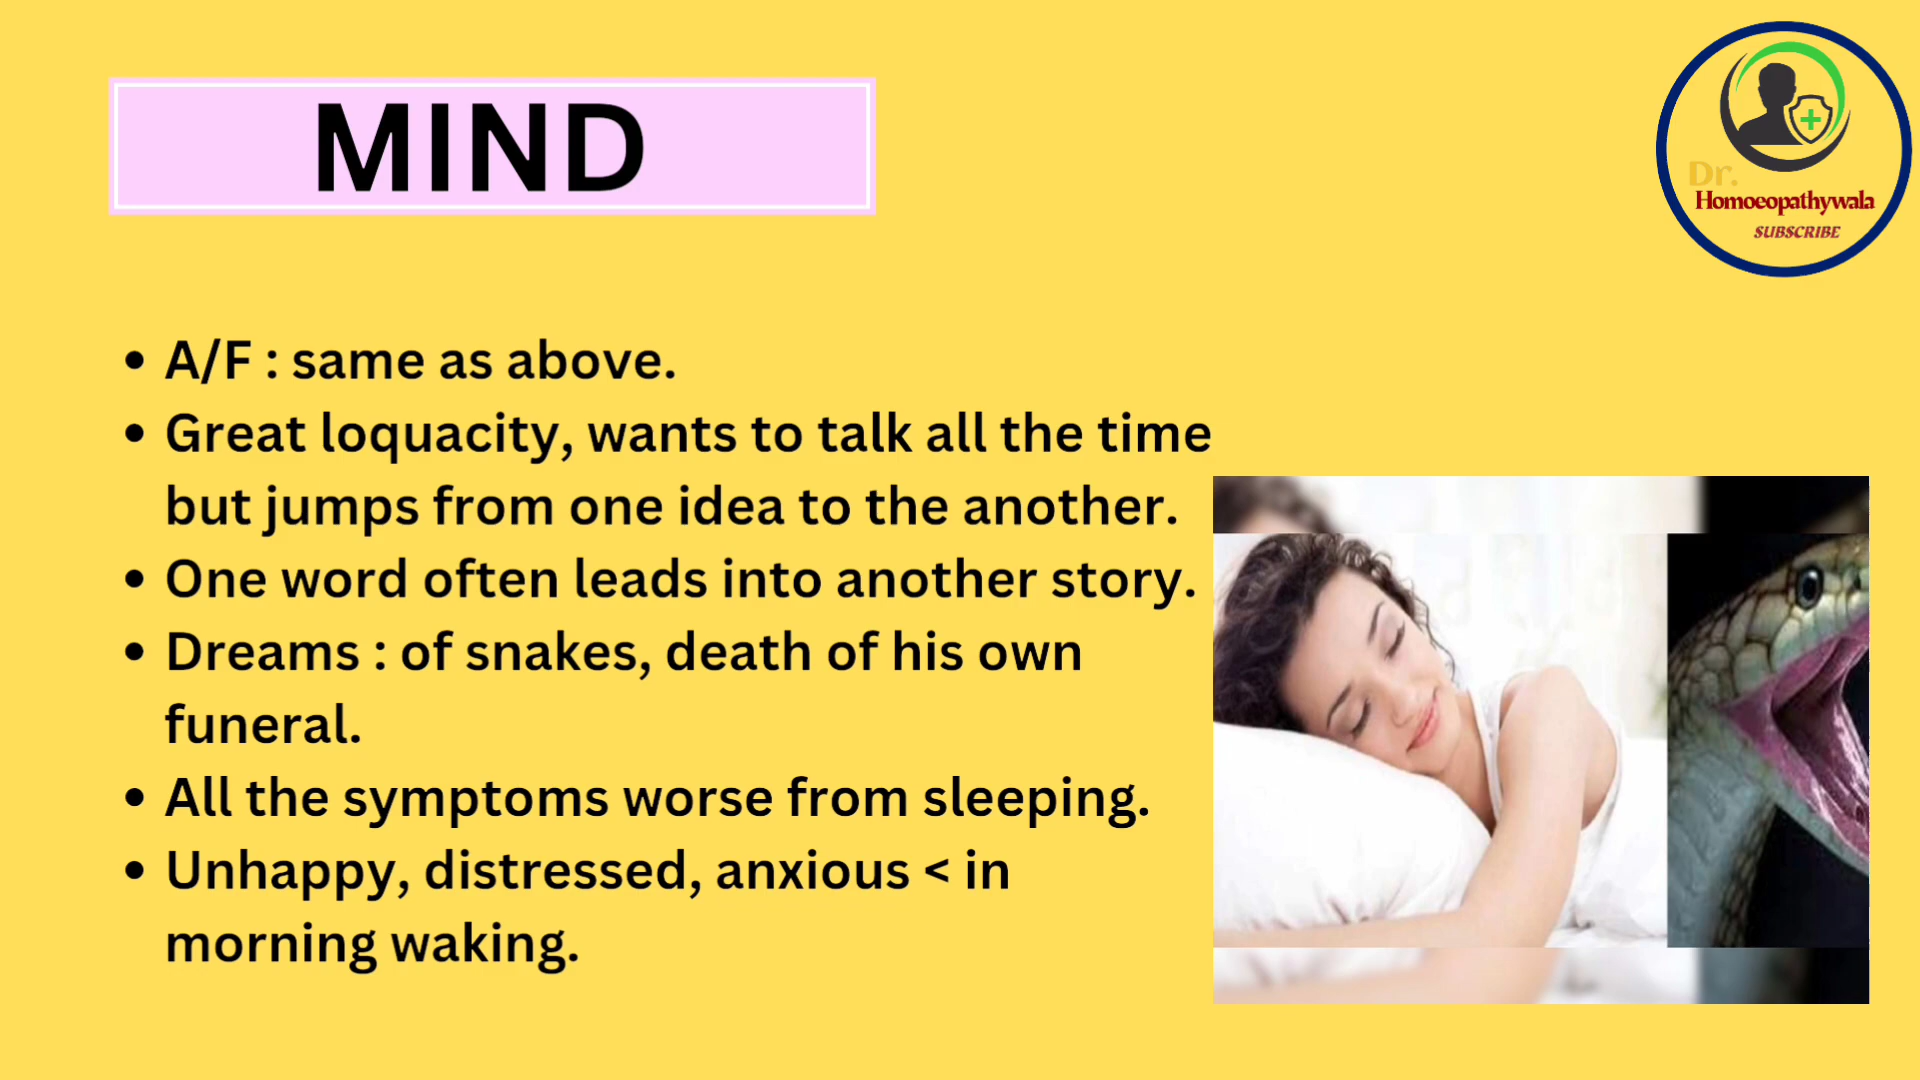 MIND
Dr.
Homoeopathywala
SUBSCRIBE
• A/F : same as above.
• Great loquacity, wants to talk all the time
but jumps from one idea to the another.
• One word often leads into another story.
• Dreams : of snakes, death of his own
funeral.
• All the symptoms worse from sleeping.
• Unhappy, distressed, anxious < in
morning waking.